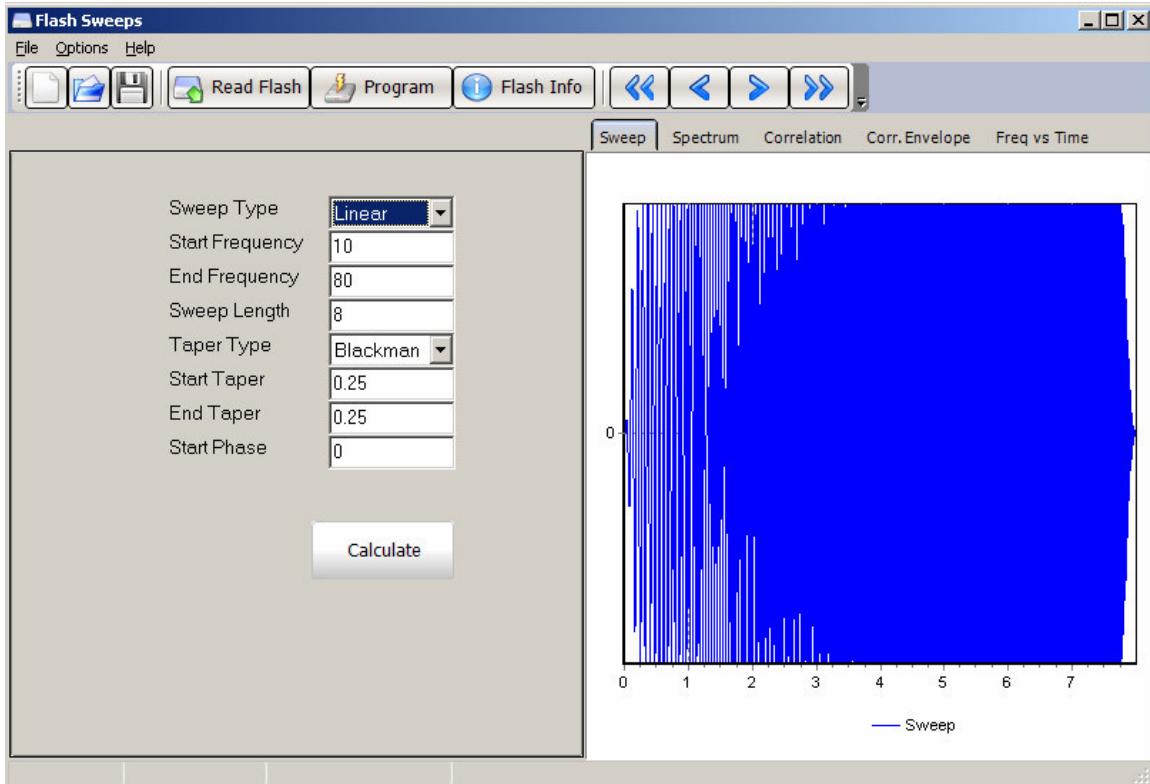 Flash Sweeps
File Options Help
Read Flash Program Flash Info
Sweep Spectrum Correlation Corr. Envelope Freq vs Time
Sweep Type Linear
Start Frequency 10
End Frequency 80
Sweep Length 8
Taper Type Blackman
Start Taper 0.25
End Taper 0.25
Start Phase 0
Calculate
0
0 1 2 3 4 5 6 7
Sweep